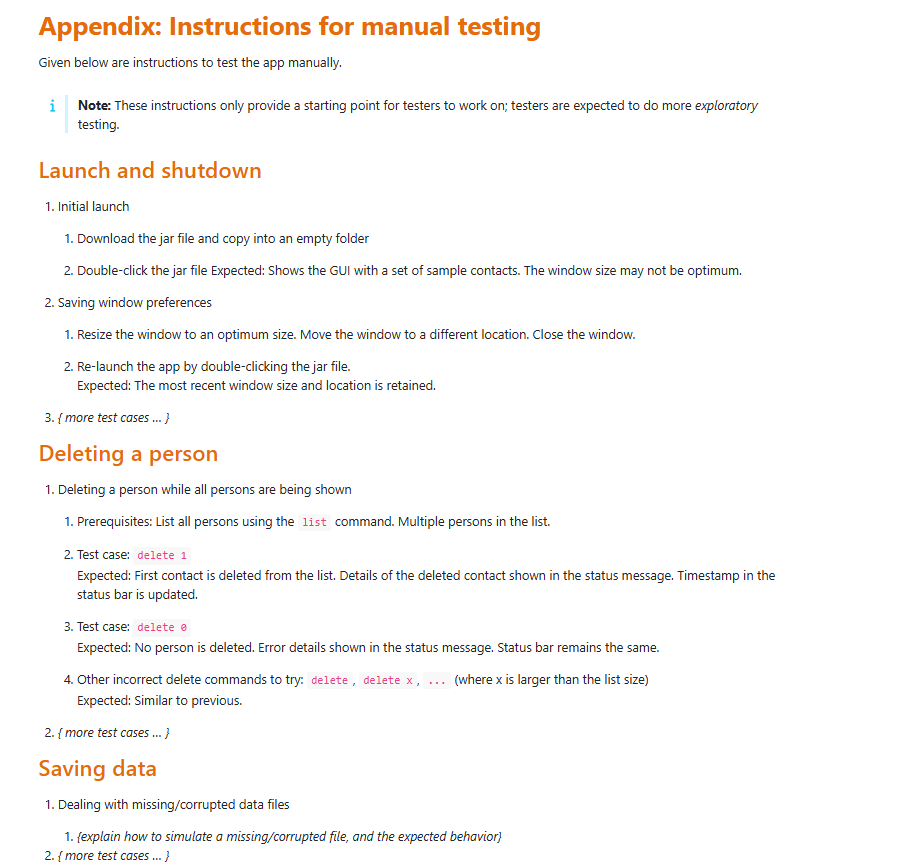 Appendix: Instructions for manual testing
Given below are instructions to test the app manually.
i
Note: These instructions only provide a starting point for testers to work on; testers are expected to do more exploratory
testing.
Launch and shutdown
1. Initial launch
1. Download the jar file and copy into an empty folder
2. Double-click the jar file Expected: Shows the GUI with a set of sample contacts. The window size may not be optimum.
2. Saving window preferences
1. Resize the window to an optimum size. Move the window to a different location. Close the window.
2. Re-launch the app by double-clicking the jar file.
Expected: The most recent window size and location is retained.
3. { more test cases … }
Deleting a person
1. Deleting a person while all persons are being shown
1. Prerequisites: List all persons using the list command. Multiple persons in the list.
2. Test case: delete 1
Expected: First contact is deleted from the list. Details of the deleted contact shown in the status message. Timestamp in the
status bar is updated.
3. Test case: delete 0
Expected: No person is deleted. Error details shown in the status message. Status bar remains the same.
4. Other incorrect delete commands to try: delete, delete x, ... (where x is larger than the list size)
Expected: Similar to previous.
2. { more test cases … }
Saving data
1. Dealing with missing/corrupted data files
1. {explain how to simulate a missing/corrupted file, and the expected behavior}
2. { more test cases … }